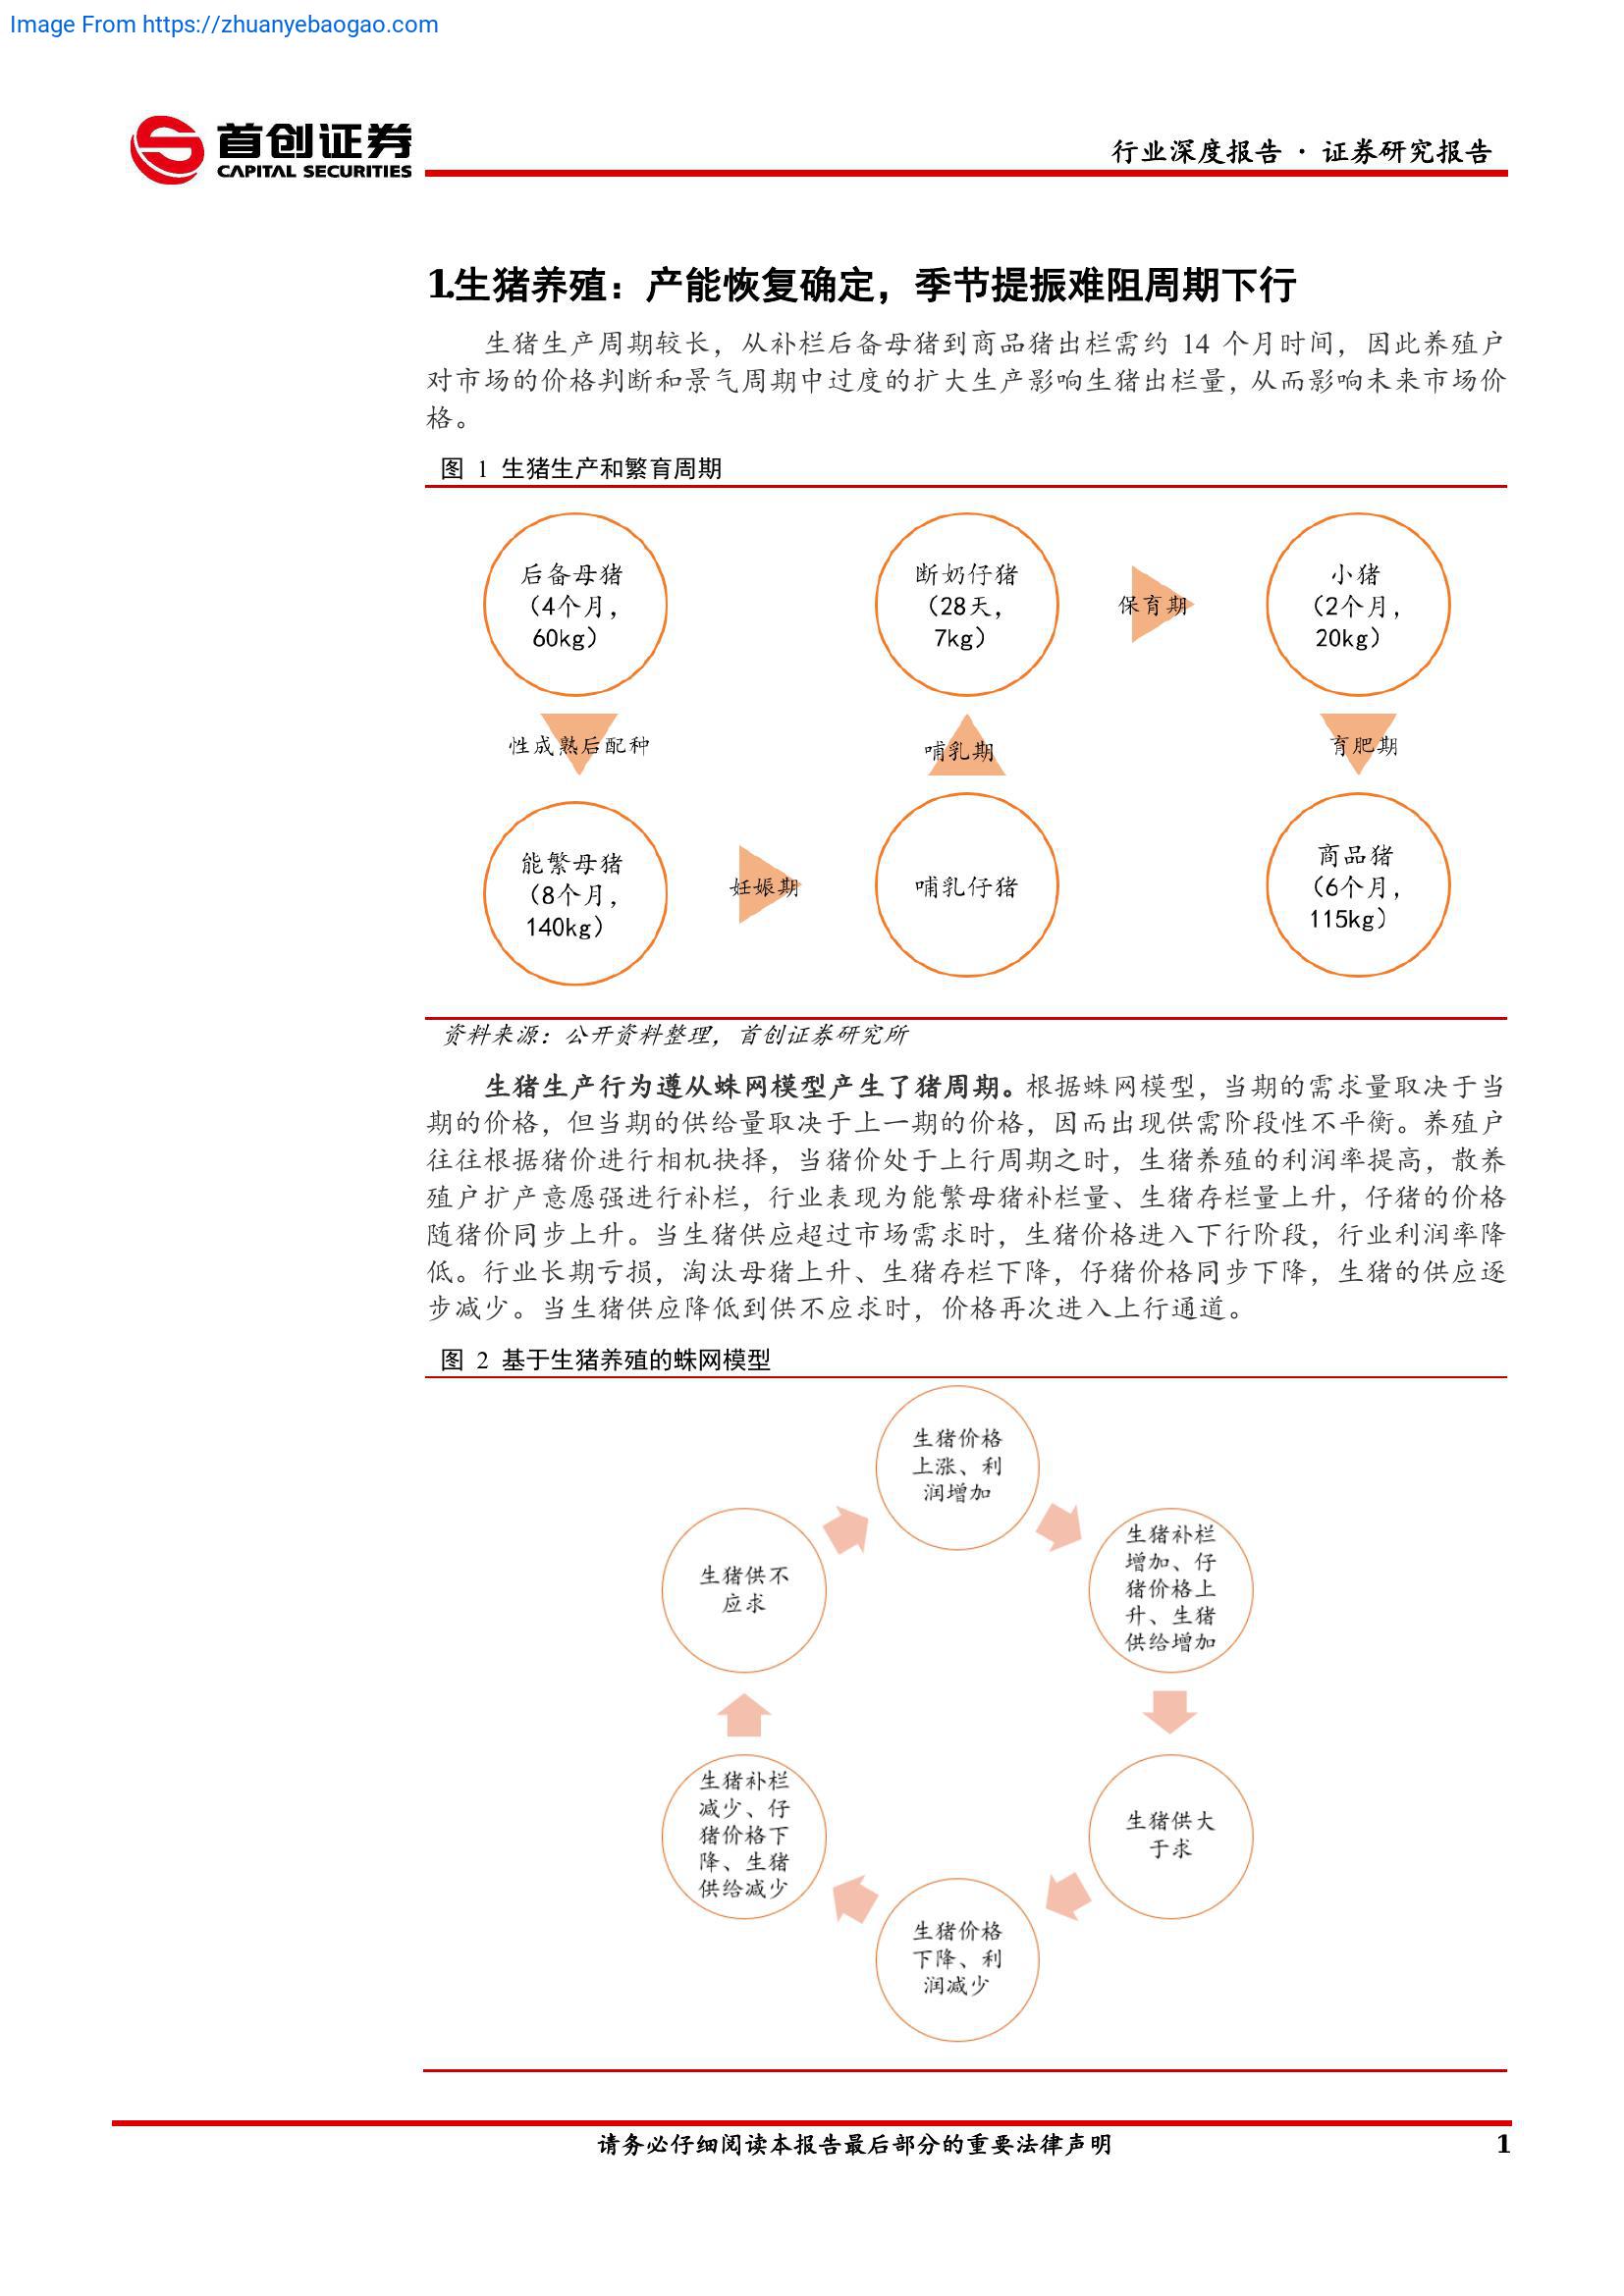 Image From https://zhuanyebaogao.com
首创证券
CAPITAL SECURITIES
行业深度报告 · 证券研究报告
1.生猪养殖：产能恢复确定，季节提振难阻周期下行
生猪生产周期较长，从补栏后备母猪到商品猪出栏需约 14 个月时间，因此养殖户
对市场的价格判断和景气周期中过度的扩大生产影响生猪出栏量，从而影响未来市场价
格。
图 1 生猪生产和繁育周期
后备母猪
（4个月，
60kg）
断奶仔猪
（28天，
7kg）
保育期
小猪
（2个月，
20kg）
性成熟后配种
哺乳期
育肥期
能繁母猪
（8个月，
140kg）
妊娠期
哺乳仔猪
商品猪
（6个月，
115kg）
资料来源：公开资料整理，首创证券研究所
生猪生产行为遵从蛛网模型产生了猪周期。根据蛛网模型，当期的需求量取决于当
期的价格，但当期的供给量取决于上一期的价格，因而出现供需阶段性不平衡。养殖户
往往根据猪价进行相机抉择，当猪价处于上行周期之时，生猪养殖的利润率提高，散养
殖户扩产意愿强进行补栏，行业表现为能繁母猪补栏量、生猪存栏量上升，仔猪的价格
随猪价同步上升。当生猪供应超过市场需求时，生猪价格进入下行阶段，行业利润率降
低。行业长期亏损，淘汰母猪上升、生猪存栏下降，仔猪价格同步下降，生猪的供应逐
步减少。当生猪供应降低到供不应求时，价格再次进入上行通道。
图 2 基于生猪养殖的蛛网模型
生猪价格
上涨、利
润增加
生猪补栏
增加、仔
猪价格上
升、生猪
供给增加
生猪供大
于求
生猪价格
下降、利
润减少
生猪补栏
减少、仔
猪价格下
降、生猪
供给减少
生猪供不
应求
请务必仔细阅读本报告最后部分的重要法律声明
1